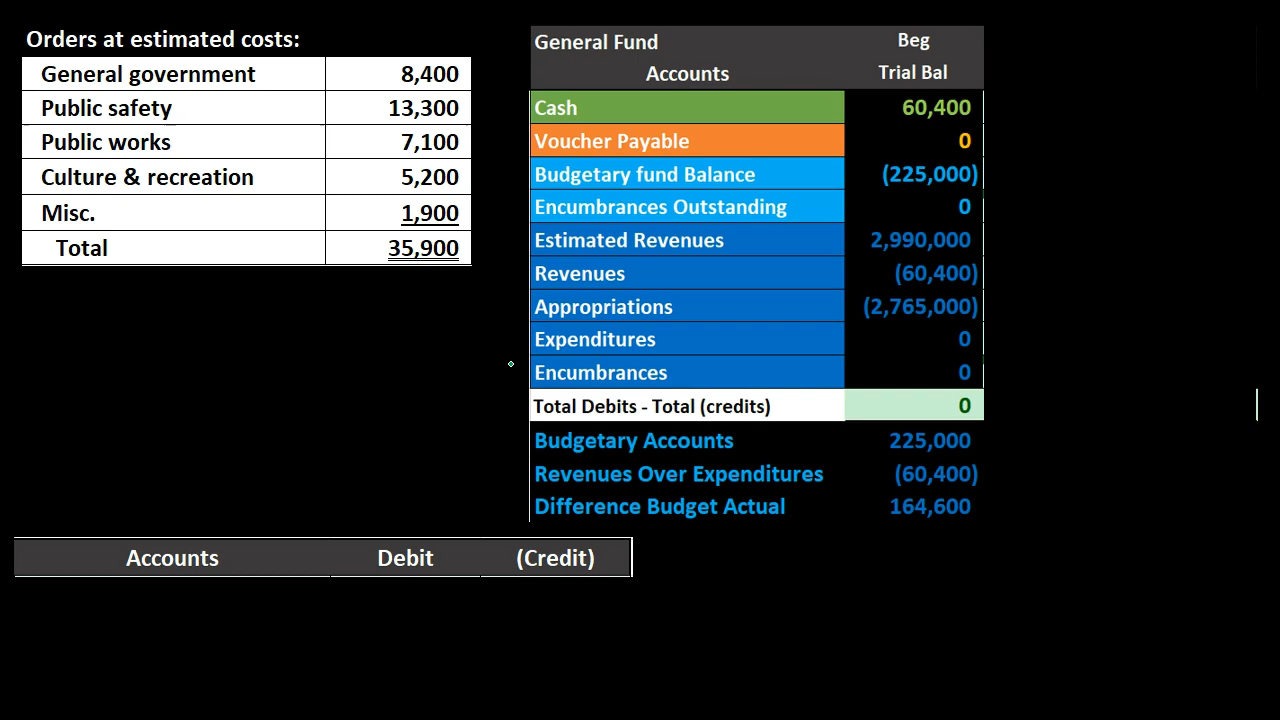 Orders at estimated costs:
General government 8,400
Public safety 13,300
Public works 7,100
Culture & recreation 5,200
Misc. 1,900
Total 35,900
General Fund Beg
Accounts Trial Bal
Cash 60,400
Voucher Payable 0
Budgetary fund Balance (225,000)
Encumbrances Outstanding 0
Estimated Revenues 2,990,000
Revenues (60,400)
Appropriations (2,765,000)
Expenditures 0
Encumbrances 0
Total Debits - Total (credits) 0
Budgetary Accounts 225,000
Revenues Over Expenditures (60,400)
Difference Budget Actual 164,600
Accounts Debit (Credit)